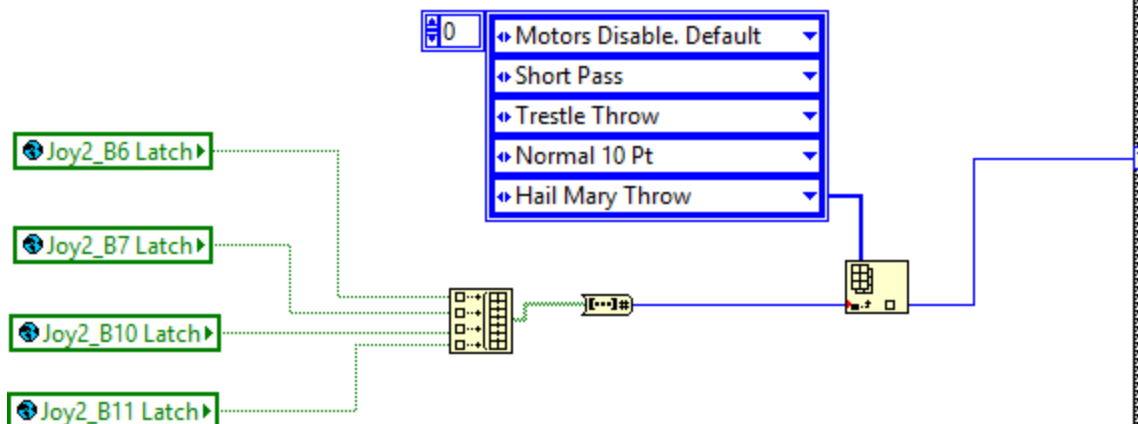 0
Motors Disable. Default
Short Pass
Trestle Throw
Normal 10 Pt
Hail Mary Throw
Joy2_B6 Latch
Joy2_B7 Latch
Joy2_B10 Latch
Joy2_B11 Latch
[...]#